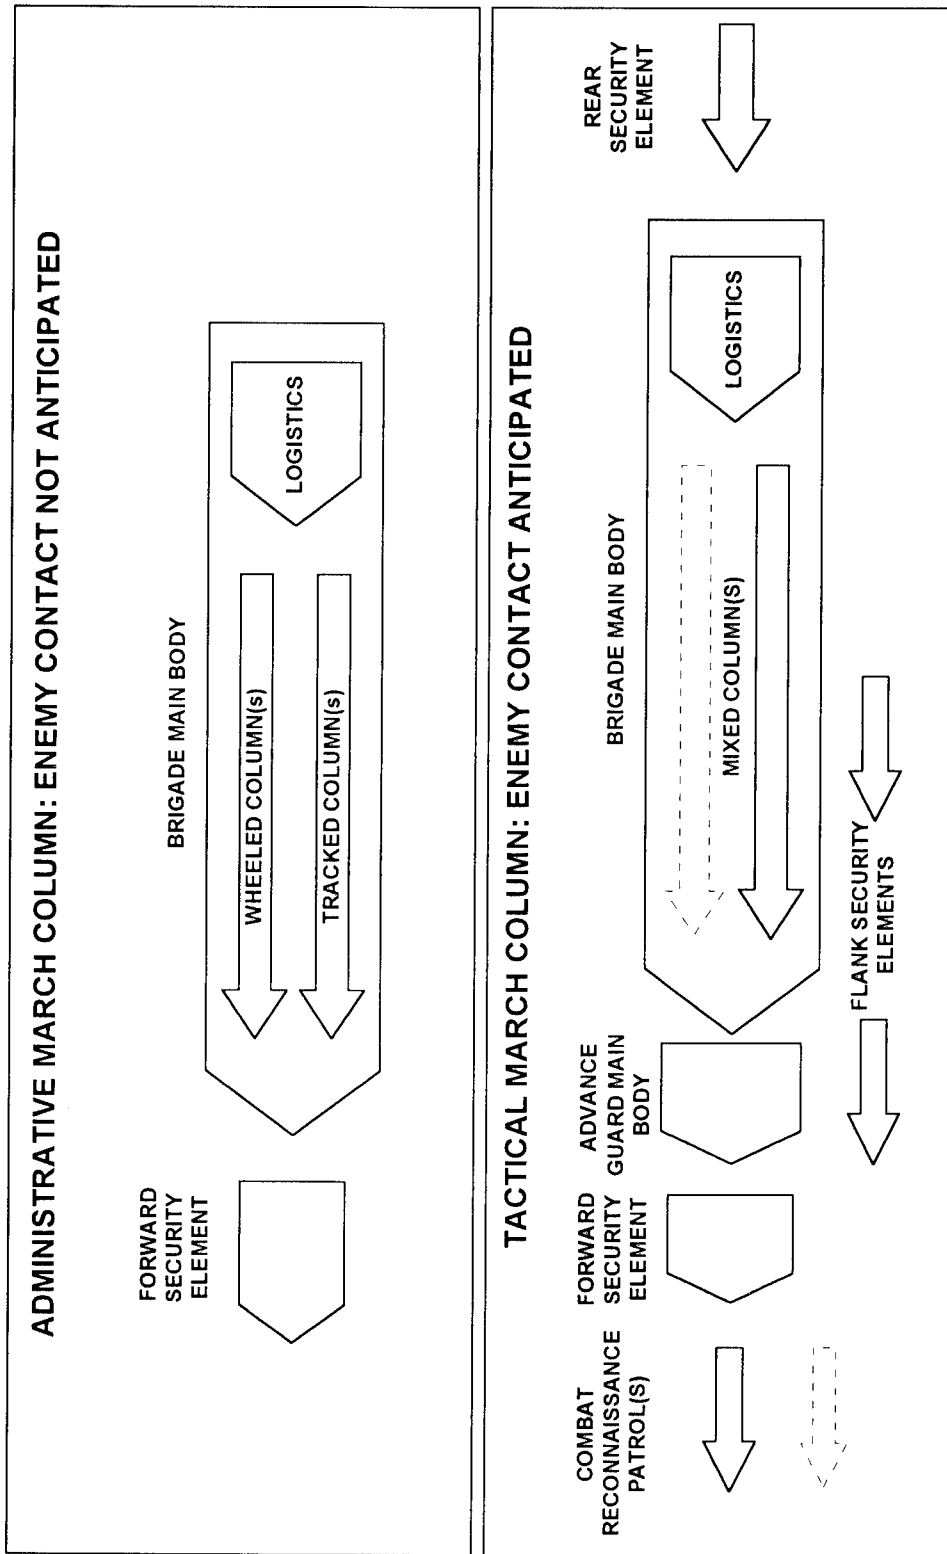 ADMINISTRATIVE MARCH COLUMN: ENEMY CONTACT NOT ANTICIPATED
FORWARD
SECURITY
ELEMENT
BRIGADE MAIN BODY
WHEELED COLUMN(s)
TRACKED COLUMN(s)
LOGISTICS
TACTICAL MARCH COLUMN: ENEMY CONTACT ANTICIPATED
COMBAT
RECONNAISSANCE
PATROL(S)
FORWARD
SECURITY
ELEMENT
ADVANCE
GUARD MAIN
BODY
BRIGADE MAIN BODY
MIXED COLUMN(S)
LOGISTICS
REAR
SECURITY
ELEMENT
FLANK SECURITY
ELEMENTS